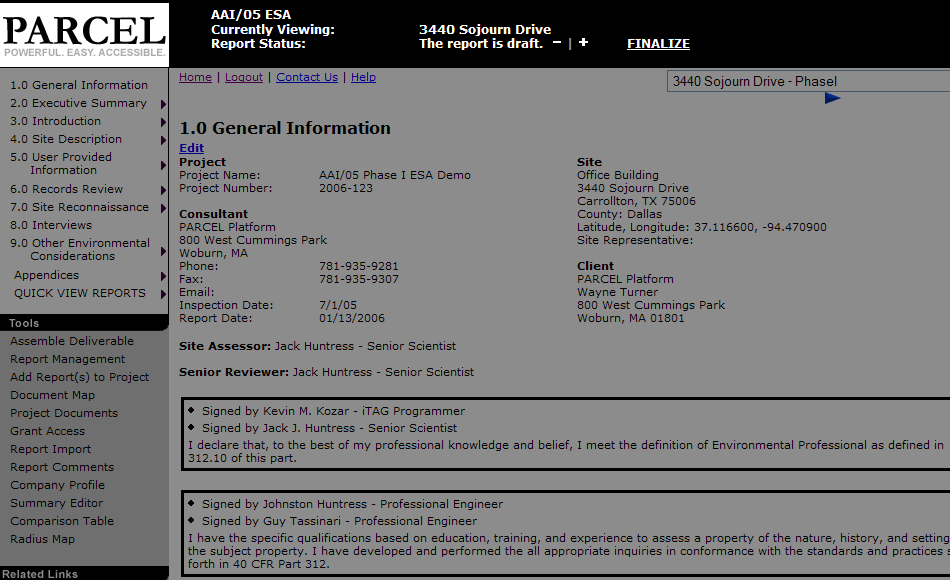 PARCEL
POWERFUL. EASY. ACCESSIBLE.
AAI/05 ESA
Currently Viewing: 3440 Sojourn Drive
Report Status: The report is draft. − | + FINALIZE
Home | Logout | Contact Us | Help
3440 Sojourn Drive - PhaseI
1.0 General Information
2.0 Executive Summary
3.0 Introduction
4.0 Site Description
5.0 User Provided
Information
6.0 Records Review
7.0 Site Reconnaissance
8.0 Interviews
9.0 Other Environmental
Considerations
Appendices
QUICK VIEW REPORTS
Tools
Assemble Deliverable
Report Management
Add Report(s) to Project
Document Map
Project Documents
Grant Access
Report Import
Report Comments
Company Profile
Summary Editor
Comparison Table
Radius Map
Related Links
1.0 General Information
Edit
Project
Project Name: AAI/05 Phase I ESA Demo
Project Number: 2006-123
Consultant
PARCEL Platform
800 West Cummings Park
Woburn, MA
Phone: 781-935-9281
Fax: 781-935-9307
Email:
Inspection Date: 7/1/05
Report Date: 01/13/2006
Site
Office Building
3440 Sojourn Drive
Carrollton, TX 75006
County: Dallas
Latitude, Longitude: 37.116600, -94.470900
Site Representative:
Client
PARCEL Platform
Wayne Turner
800 West Cummings Park
Woburn, MA 01801
Site Assessor: Jack Huntress - Senior Scientist
Senior Reviewer: Jack Huntress - Senior Scientist
Signed by Kevin M. Kozar - iTAG Programmer
Signed by Jack J. Huntress - Senior Scientist
I declare that, to the best of my professional knowledge and belief, I meet the definition of Environmental Professional as defined in
312.10 of this part.
Signed by Johnston Huntress - Professional Engineer
Signed by Guy Tassinari - Professional Engineer
I have the specific qualifications based on education, training, and experience to assess a property of the nature, history, and setting
the subject property. I have developed and performed the all appropriate inquiries in conformance with the standards and practices
forth in 40 CFR Part 312.